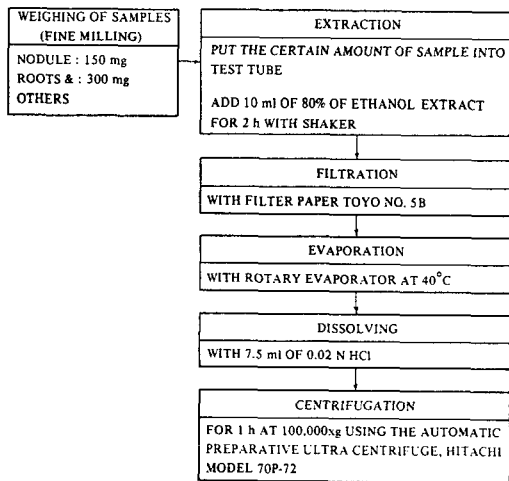 WEIGHING OF SAMPLES
(FINE MILLING)
NODULE : 150 mg
ROOTS & : 300 mg
OTHERS
EXTRACTION
PUT THE CERTAIN AMOUNT OF SAMPLE INTO
TEST TUBE
ADD 10 ml OF 80% OF ETHANOL EXTRACT
FOR 2 h WITH SHAKER
FILTRATION
WITH FILTER PAPER TOYO NO. 5B
EVAPORATION
WITH ROTARY EVAPORATOR AT 40°C
DISSOLVING
WITH 7.5 ml OF 0.02 N HCl
CENTRIFUGATION
FOR 1 h AT 100,000xg USING THE AUTOMATIC
PREPARATIVE ULTRA CENTRIFUGE, HITACHI
MODEL 70P-72